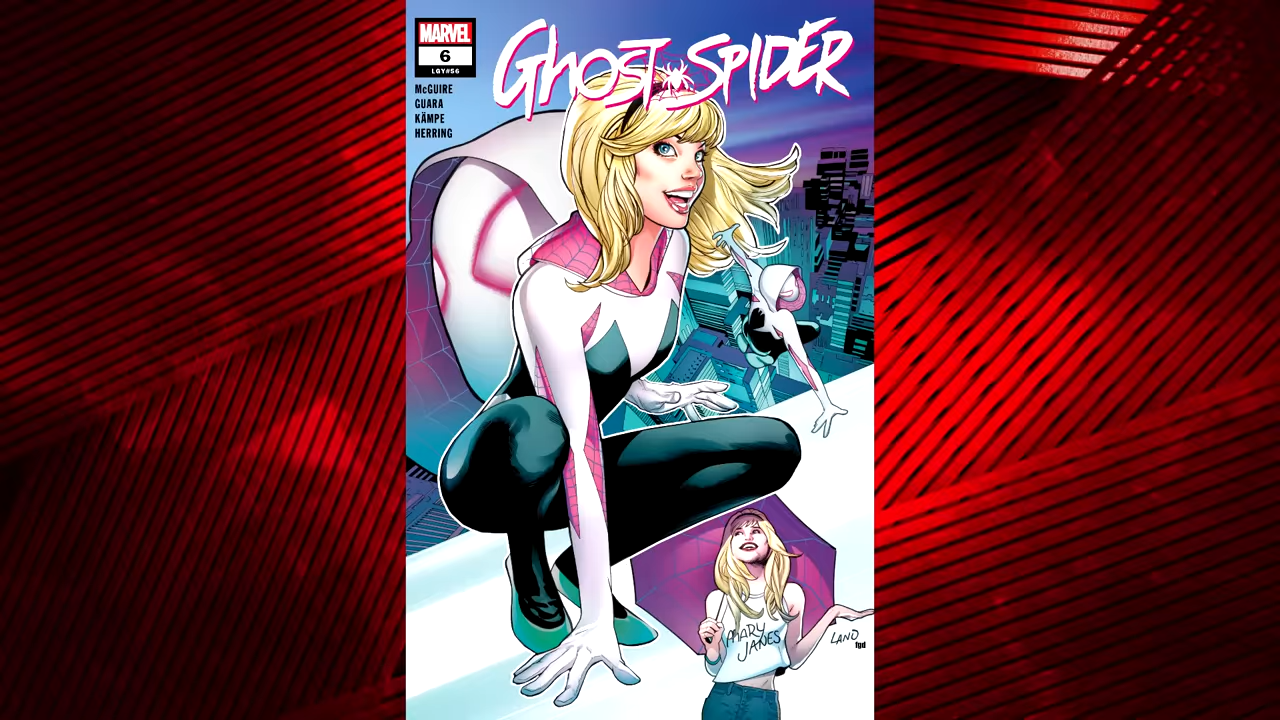 MARVEL
6
LGY#56
McGUIRE
GUARA
KÄMPE
HERRING
GHOST SPIDER
MARY
JANES
LAND
fgd